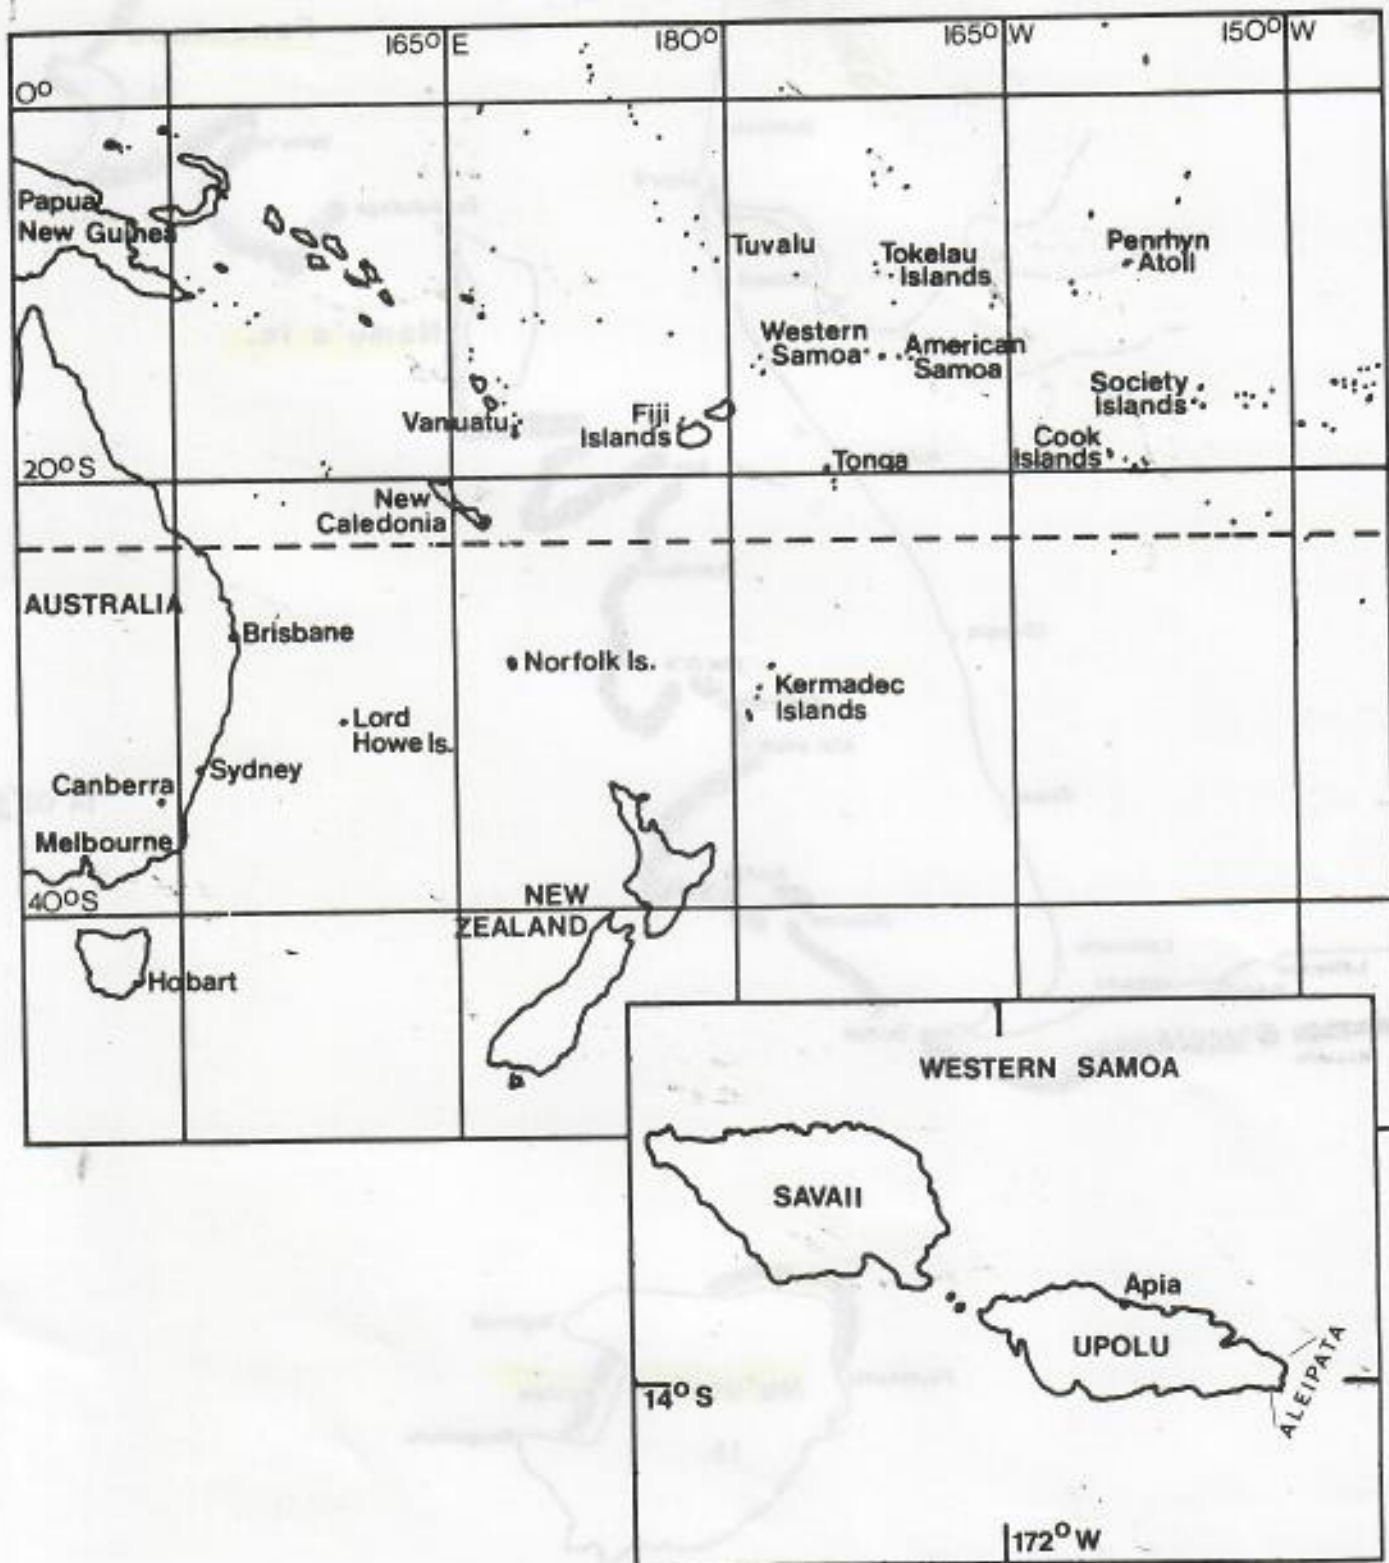 165° E
180°
165° W
150° W
0°
Papua
New Guinea
Tuvalu
Tokelau
Islands
Penrhyn
Atoll
Western
Samoa
American
Samoa
Society
Islands
Vanuatu
Fiji
Islands
Cook
Islands
Tonga
20° S
New
Caledonia
AUSTRALIA
Brisbane
Norfolk Is.
Kermadec
Islands
Lord
Howe Is.
Sydney
Canberra
Melbourne
40° S
NEW
ZEALAND
Hobart
WESTERN SAMOA
SAVAII
Apia
UPOLU
ALEIPATA
14° S
172° W